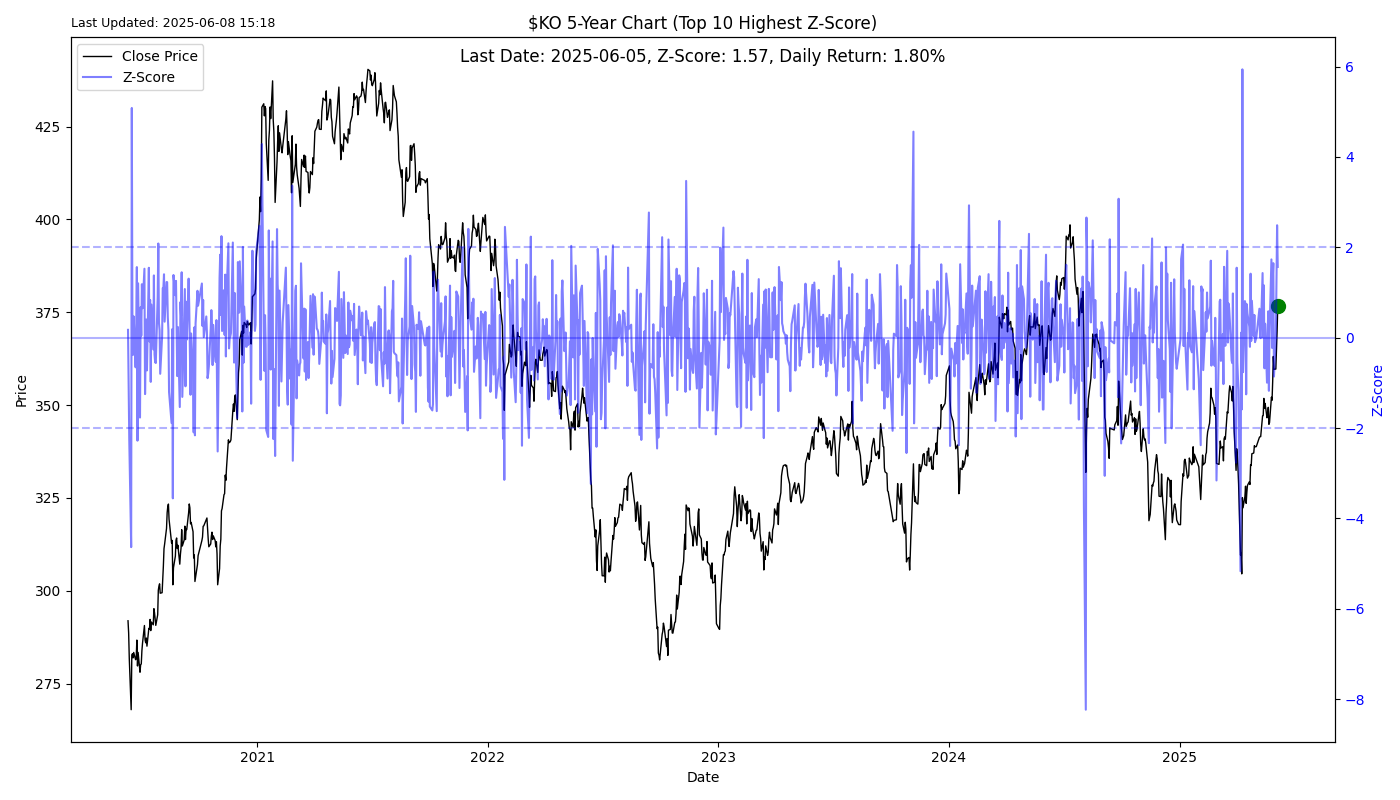 Last Updated: 2025-06-08 15:18
$KO 5-Year Chart (Top 10 Highest Z-Score)
Last Date: 2025-06-05, Z-Score: 1.57, Daily Return: 1.80%
Close Price
Z-Score
425
400
375
350
325
300
275
Price
6
4
2
0
−2
−4
−6
−8
Z-Score
2021
2022
2023
2024
2025
Date